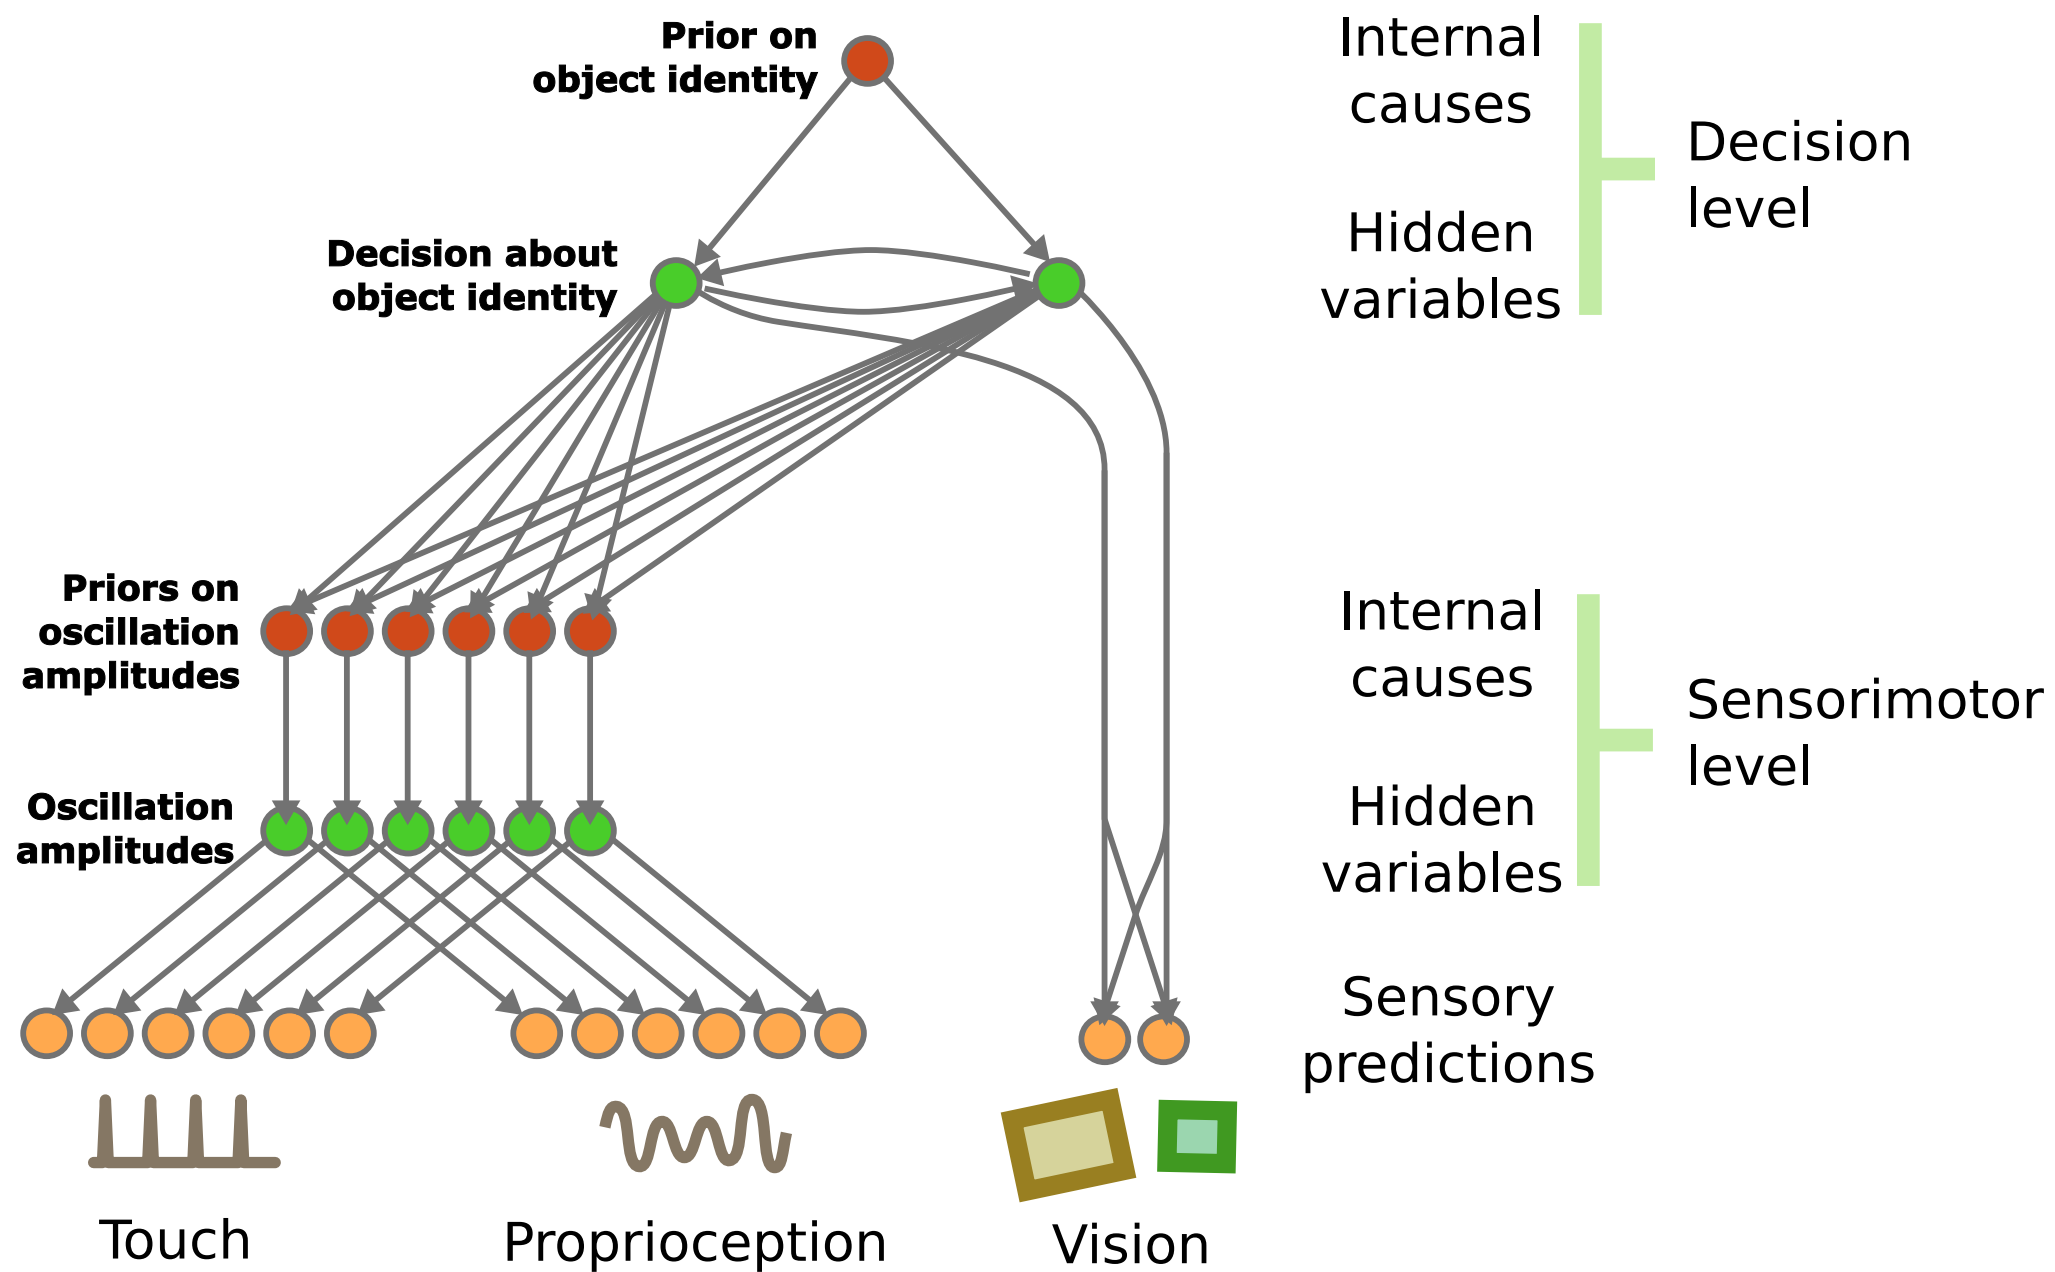 Prior on
object identity
Internal
causes
Decision
level
Decision about
object identity
Hidden
variables
Priors on
oscillation
amplitudes
Internal
causes
Sensorimotor
level
Oscillation
amplitudes
Hidden
variables
Sensory
predictions
Touch
Proprioception
Vision